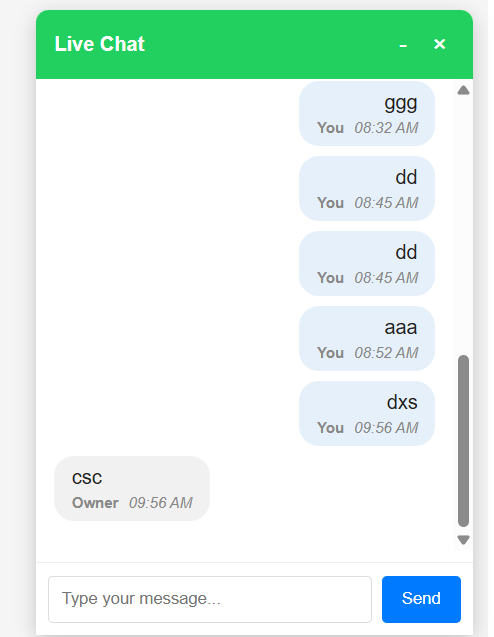 Live Chat - ×
ggg
You 08:32 AM
dd
You 08:45 AM
dd
You 08:45 AM
aaa
You 08:52 AM
dxs
You 09:56 AM
csc
Owner 09:56 AM
Type your message... Send